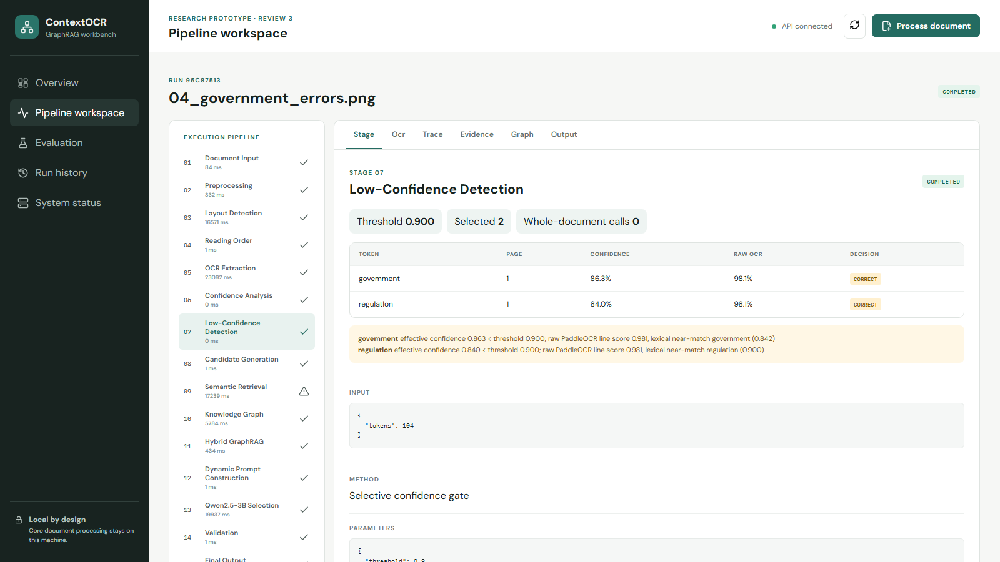 ContextOCR
GraphRAG workbench
Overview
Pipeline workspace
Evaluation
Run history
System status
Local by design
Core document processing stays on
this machine.
RESEARCH PROTOTYPE · REVIEW 3
Pipeline workspace
API connected
Process document
RUN 95C87513
04_government_errors.png
COMPLETED
EXECUTION PIPELINE
01 Document Input
84 ms
02 Preprocessing
332 ms
03 Layout Detection
16571 ms
04 Reading Order
1 ms
05 OCR Extraction
23092 ms
06 Confidence Analysis
0 ms
07 Low-Confidence
Detection
0 ms
08 Candidate Generation
1 ms
09 Semantic Retrieval
17239 ms
10 Knowledge Graph
5784 ms
11 Hybrid GraphRAG
434 ms
12 Dynamic Prompt
Construction
1 ms
13 Qwen2.5-3B Selection
19937 ms
14 Validation
1 ms
Final Output
Stage Ocr Trace Evidence Graph Output
STAGE 07
Low-Confidence Detection
COMPLETED
Threshold 0.900 Selected 2 Whole-document calls 0
TOKEN PAGE CONFIDENCE RAW OCR DECISION
govemment 1 86.3% 98.1% CORRECT
regulatlon 1 84.0% 98.1% CORRECT
govemment effective confidence 0.863 < threshold 0.900; raw PaddleOCR line score 0.981, lexical near-match government (0.842)
regulatlon effective confidence 0.840 < threshold 0.900; raw PaddleOCR line score 0.981, lexical near-match regulation (0.900)
INPUT
{
"tokens": 104
}
METHOD
Selective confidence gate
PARAMETERS
{
"threshold": 0.9